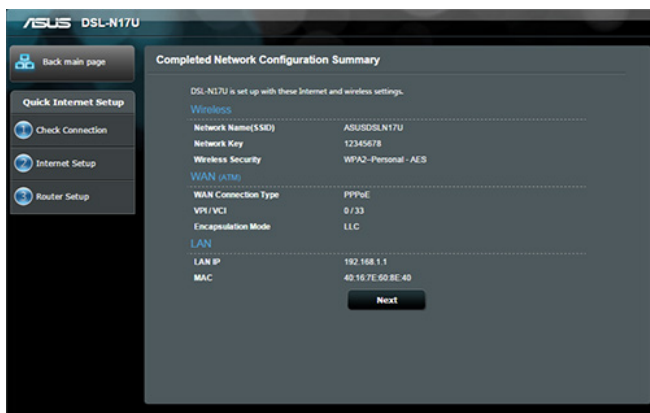 ASUS DSL-N17U
Back main page
Quick Internet Setup
1 Check Connection
2 Internet Setup
3 Router Setup
Completed Network Configuration Summary
DSL-N17U is set up with these Internet and wireless settings.
Wireless
Network Name(SSID) ASUSDSLN17U
Network Key 12345678
Wireless Security WPA2-Personal - AES
WAN (ATM)
WAN Connection Type PPPoE
VPI/VCI 0/33
Encapsulation Mode LLC
LAN
LAN IP 192.168.1.1
MAC 40:16:7E:60:8E:40
Next